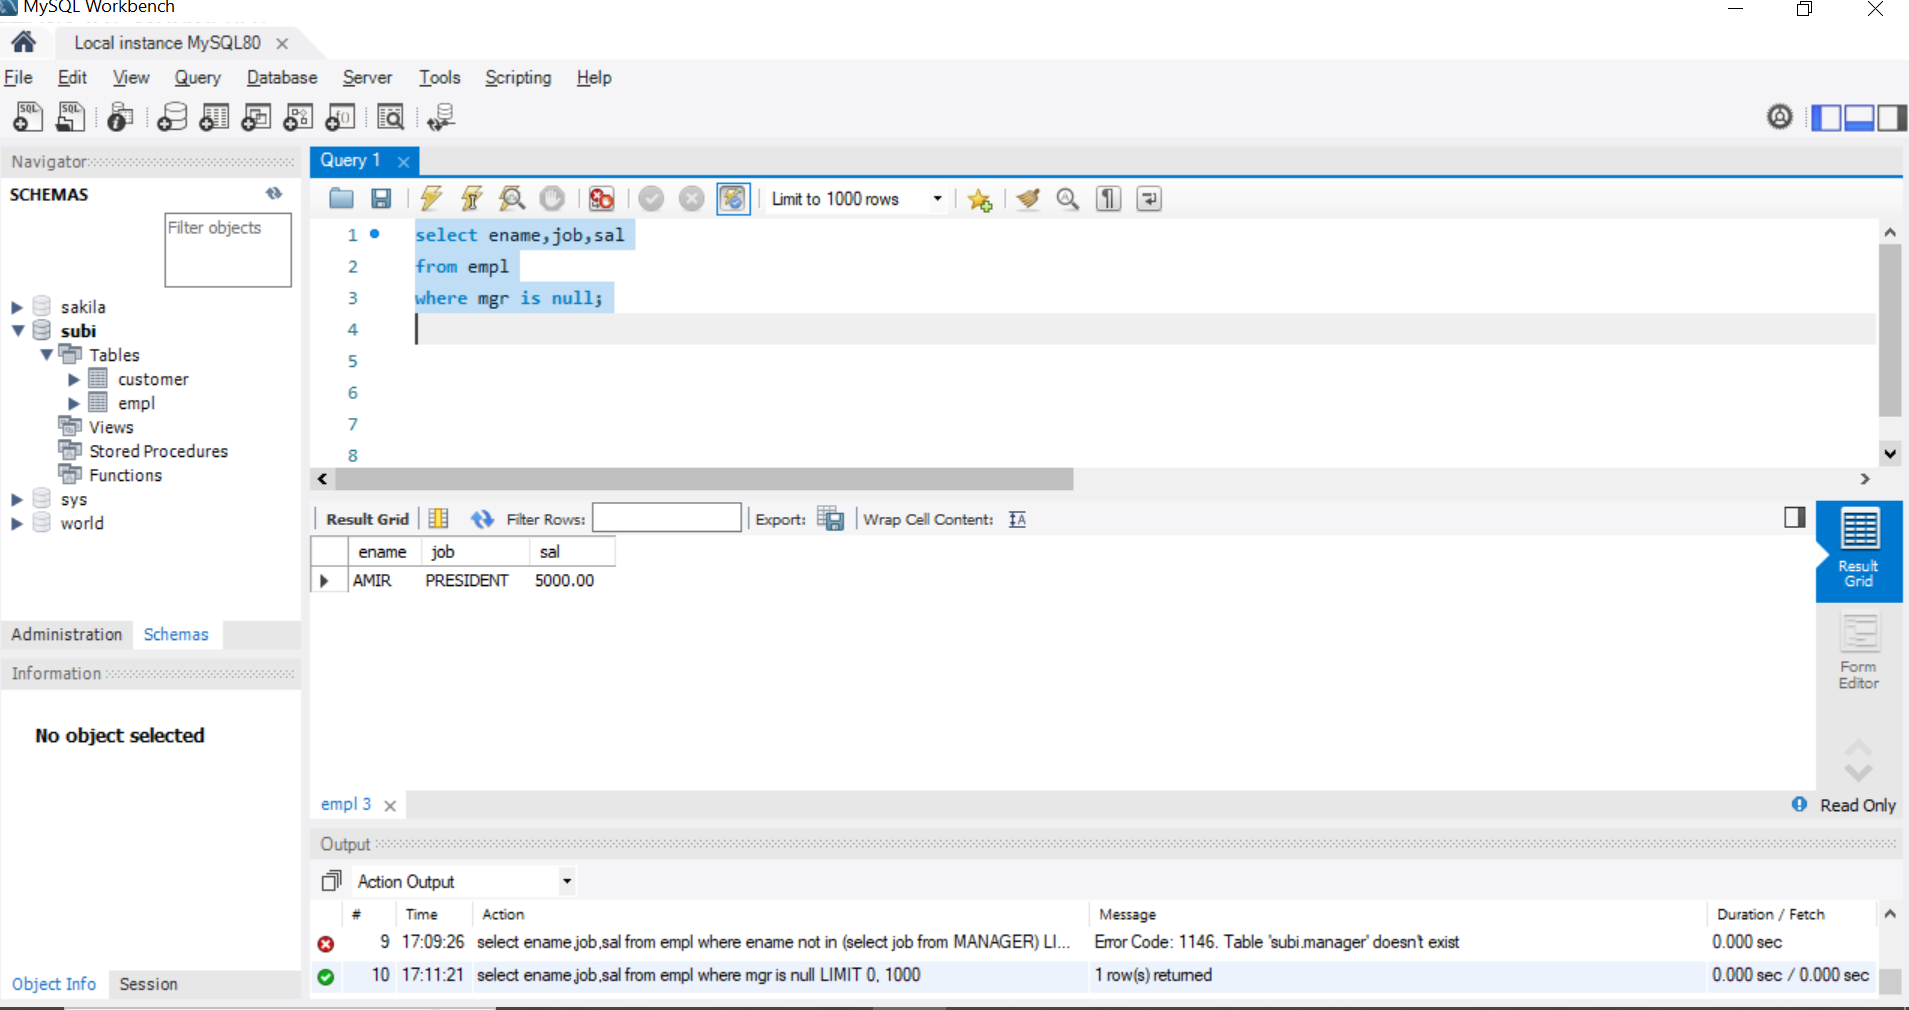 MySQL Workbench
Local instance MySQL80
File Edit View Query Database Server Tools Scripting Help
Navigator
SCHEMAS
Filter objects
sakila
subi
Tables
customer
empl
Views
Stored Procedures
Functions
sys
world
Administration Schemas
Information
No object selected
Object Info Session
Query 1
Limit to 1000 rows
1 select ename,job,sal
2 from empl
3 where mgr is null;
4
5
6
7
8
Result Grid Filter Rows: Export: Wrap Cell Content:
ename job sal
AMIR PRESIDENT 5000.00
Result
Grid
Form
Editor
empl 3
Read Only
Output
Action Output
# Time Action Message Duration / Fetch
9 17:09:26 select ename,job,sal from empl where ename not in (select job from MANAGER) LI... Error Code: 1146. Table 'subi.manager' doesn't exist 0.000 sec
10 17:11:21 select ename,job,sal from empl where mgr is null LIMIT 0, 1000 1 row(s) returned 0.000 sec / 0.000 sec